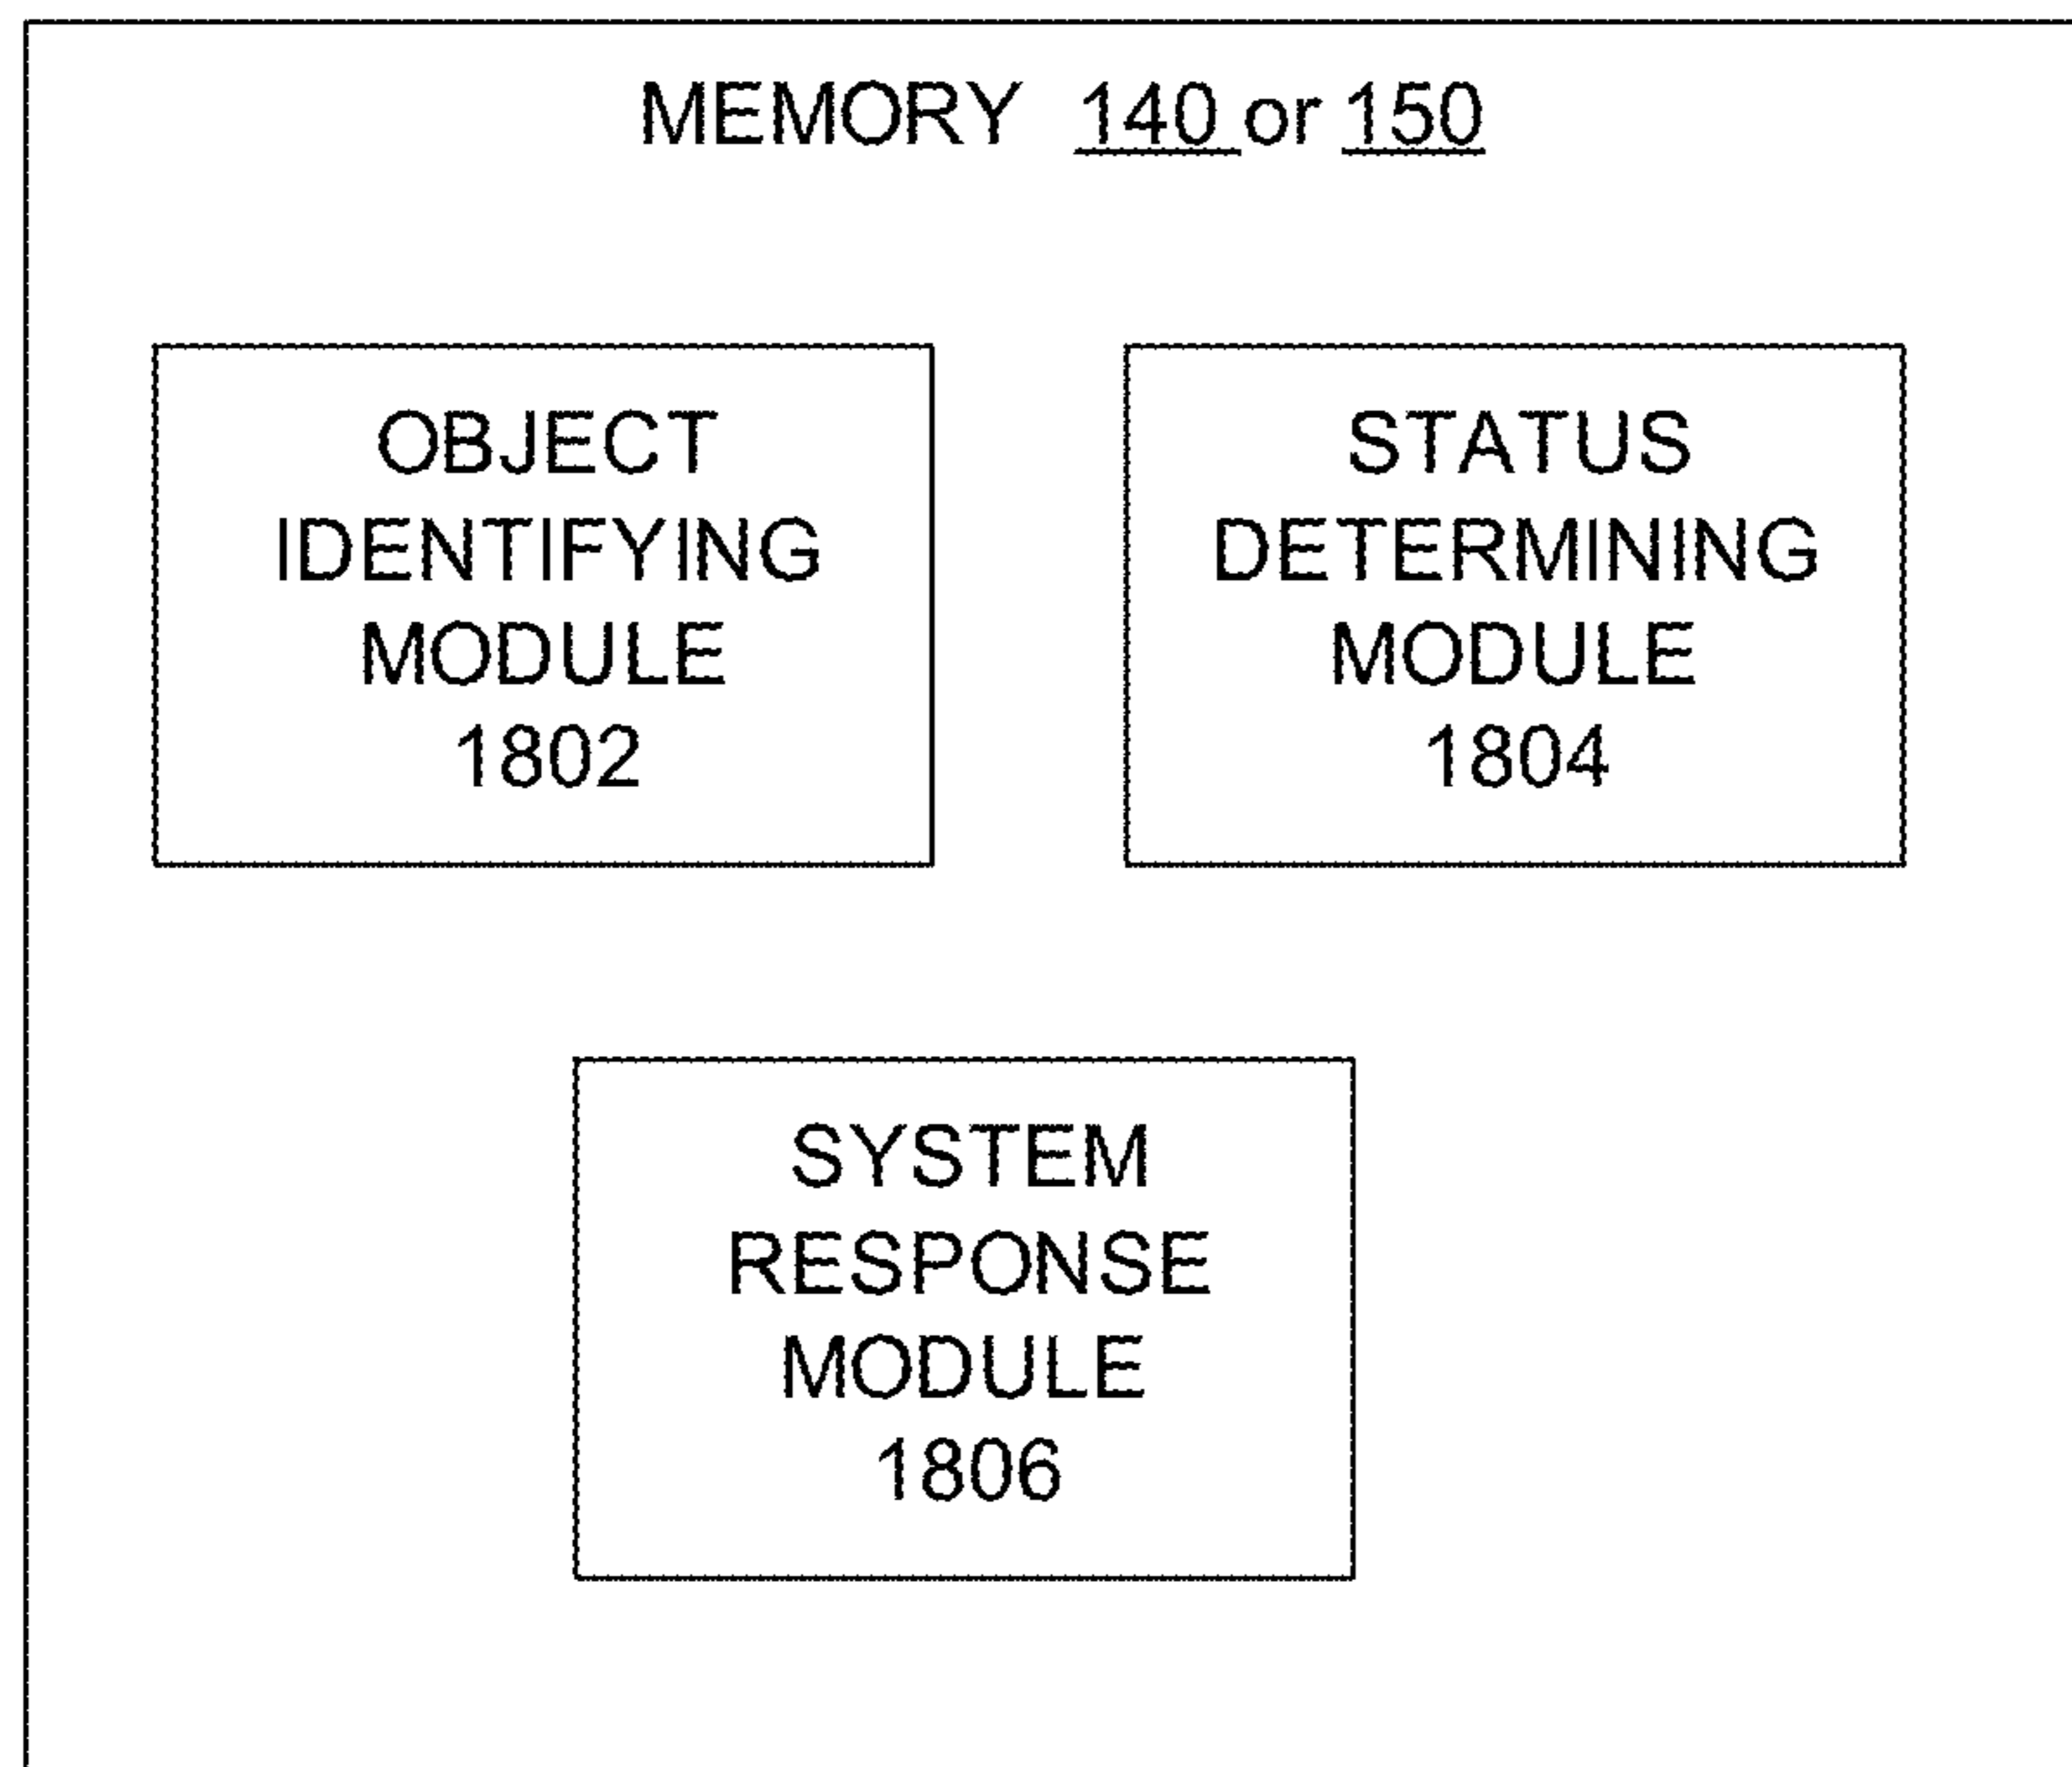 MEMORY 140 or 150
OBJECT
IDENTIFYING
MODULE
1802
STATUS
DETERMINING
MODULE
1804
SYSTEM
RESPONSE
MODULE
1806